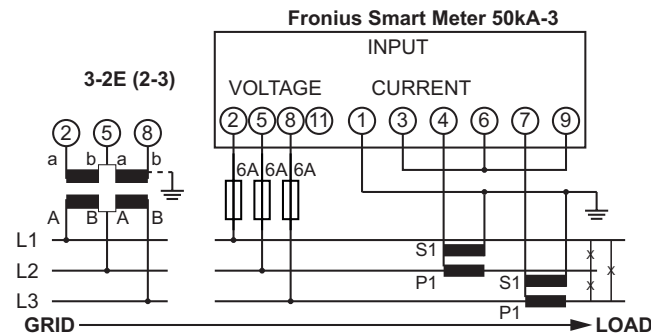 Fronius Smart Meter 50kA-3
INPUT
3-2E (2-3)
VOLTAGE CURRENT
2 5 8 2 5 8 11 1 3 4 6 7 9
a b a b
6A 6A 6A
A B A B
L1
S1
L2
P1 S1
L3
P1
GRID LOAD